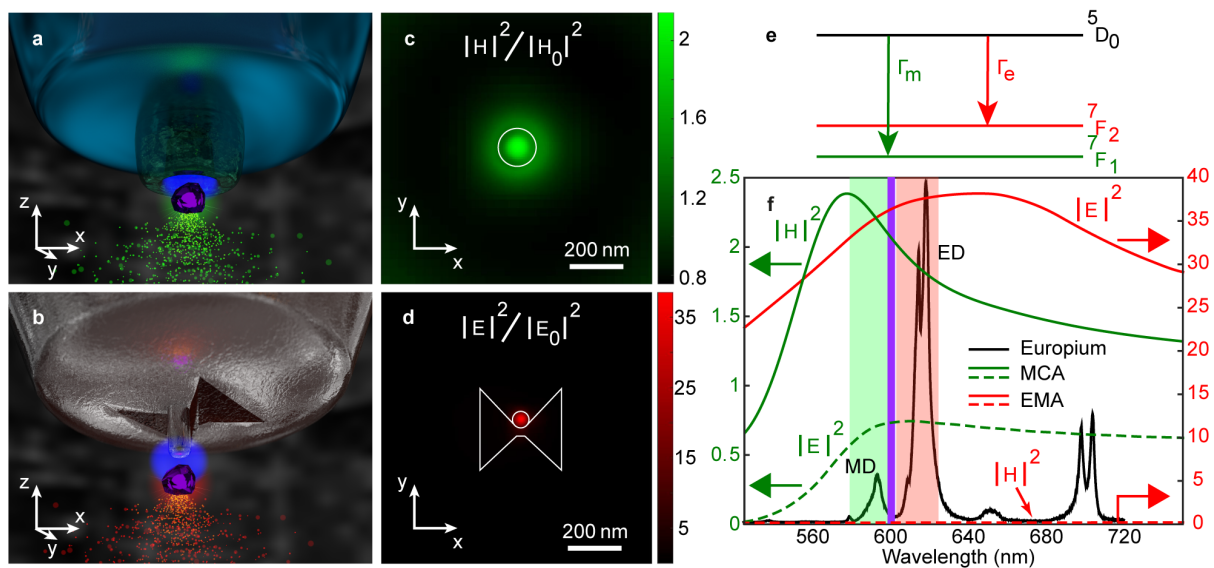 a
z
x
y
b
z
x
y
c
|H|²/|H₀|²
y
x
200 nm
2
1.6
1.2
0.8
d
|E|²/|E₀|²
y
x
200 nm
35
25
15
5
e
⁵D₀
Γm
Γe
⁷F₂
⁷F₁
f
2.5
2
1.5
1
0.5
0
|H|²
|E|²
ED
MD
Europium
MCA
EMA
|E|²
|H|²
40
35
30
25
20
15
10
5
0
560 600 640 680 720
Wavelength (nm)